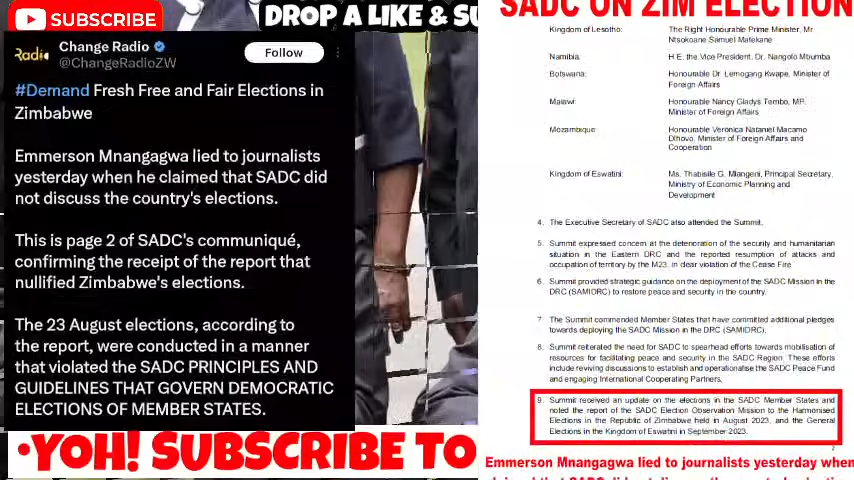 SUBSCRIBE
DROP A LIKE & SU
Change Radio
@ChangeRadioZW
Follow
#Demand Fresh Free and Fair Elections in
Zimbabwe
Emmerson Mnangagwa lied to journalists
yesterday when he claimed that SADC did
not discuss the country's elections.
This is page 2 of SADC's communiqué,
confirming the receipt of the report that
nullified Zimbabwe's elections.
The 23 August elections, according to
the report, were conducted in a manner
that violated the SADC PRINCIPLES AND
GUIDELINES THAT GOVERN DEMOCRATIC
ELECTIONS OF MEMBER STATES.
•YOH! SUBSCRIBE TO
SADC ON ZIM ELECTION
Kingdom of Lesotho: The Right Honourable Prime Minister, Mr
Ntsokoane Samuel Matekane
Namibia: H.E. the Vice President, Dr. Nangolo Mbumba
Botswana: Honourable Dr. Lemogang Kwape, Minister of
Foreign Affairs
Malawi: Honourable Nancy Gladys Tembo, MP,
Minister of Foreign Affairs
Mozambique: Honourable Veronica Nataniel Macamo
Dlhovo, Minister of Foreign Affairs and
Cooperation
Kingdom of Eswatini: Ms. Thabisile G. Mlangeni, Principal Secretary,
Ministry of Economic Planning and
Development
4. The Executive Secretary of SADC also attended the Summit.
5. Summit expressed concern at the deterioration of the security and humanitarian
situation in the Eastern DRC and the reported resumption of attacks and
occupation of territory by the M23, in clear violation of the Cease Fire
6. Summit provided strategic guidance on the deployment of the SADC Mission in the
DRC (SAMIDRC) to restore peace and security in the country.
7. The Summit commended Member States that have committed additional pledges
towards deploying the SADC Mission in the DRC (SAMIDRC).
8. Summit reiterated the need for SADC to spearhead efforts towards mobilisation of
resources for facilitating peace and security in the SADC Region. These efforts
include reviving discussions to establish and operationalise the SADC Peace Fund
and engaging International Cooperating Partners.
9. Summit received an update on the elections in the SADC Member States and
noted the report of the SADC Election Observation Mission to the Harmonised
Elections in the Republic of Zimbabwe held in August 2023, and the General
Elections in the Kingdom of Eswatini in September 2023.
2
Emmerson Mnangagwa lied to journalists yesterday when